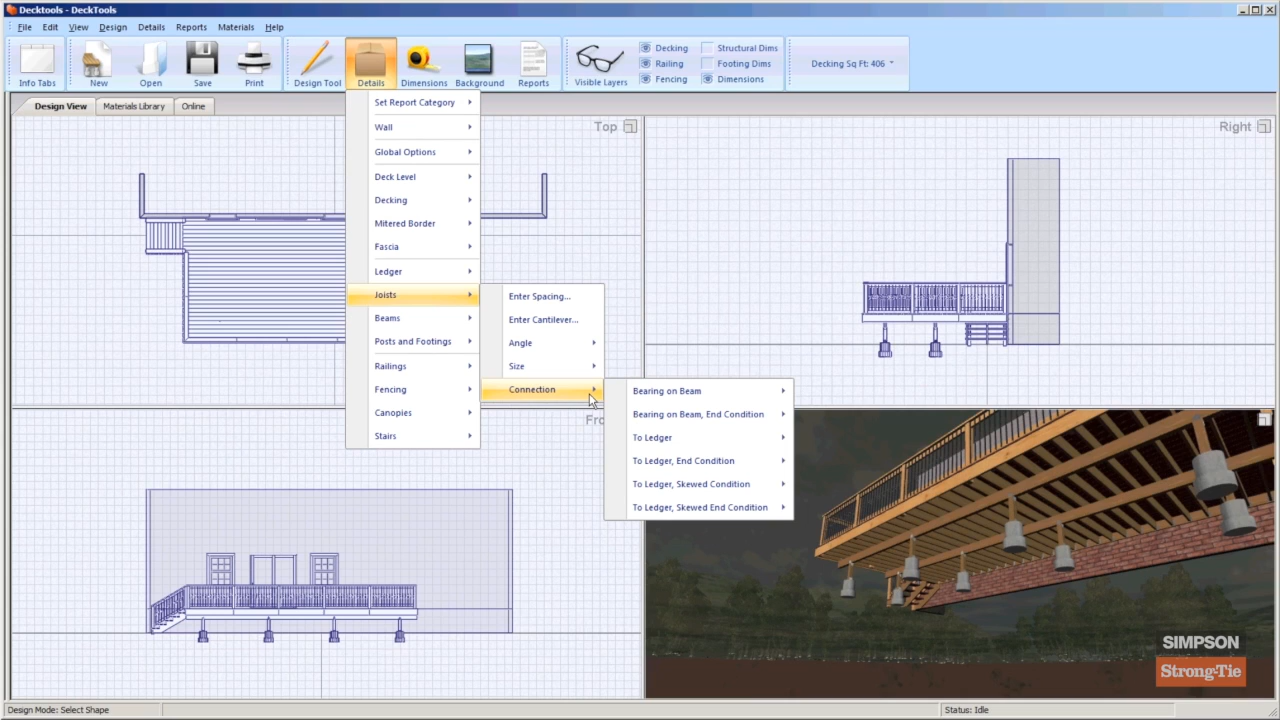 Decktools - DeckTools
File Edit View Design Details Reports Materials Help
Info Tabs New Open Save Print Design Tool Details Dimensions Background Reports Visible Layers
Decking Structural Dims
Railing Footing Dims
Fencing Dimensions
Decking Sq Ft: 406
Design View Materials Library Online
Top
Right
Set Report Category
Wall
Global Options
Deck Level
Decking
Mitered Border
Fascia
Ledger
Joists
Beams
Posts and Footings
Railings
Fencing
Canopies
Stairs
Enter Spacing...
Enter Cantilever...
Angle
Size
Connection
Bearing on Beam
Bearing on Beam, End Condition
To Ledger
To Ledger, End Condition
To Ledger, Skewed Condition
To Ledger, Skewed End Condition
SIMPSON
Strong-Tie
Design Mode: Select Shape
Status: Idle